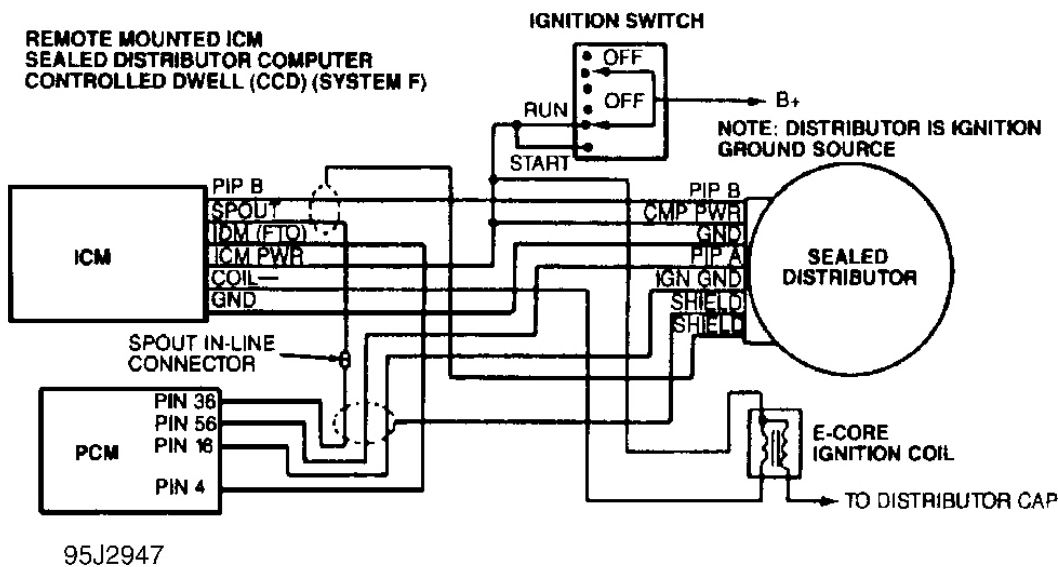 IGNITION SWITCH
REMOTE MOUNTED ICM
SEALED DISTRIBUTOR COMPUTER
CONTROLLED DWELL (CCD) (SYSTEM F)
OFF
OFF
B+
RUN
START
NOTE: DISTRIBUTOR IS IGNITION
GROUND SOURCE
ICM
PIP B
SPOUT
IDM (FTO)
ICM PWR
COIL—
GND
PIP B
CMP PWR
GND
PIP A
IGN GND
SHIELD
SHIELD
SEALED
DISTRIBUTOR
SPOUT IN-LINE
CONNECTOR
PCM
PIN 36
PIN 56
PIN 16
PIN 4
E-CORE
IGNITION COIL
TO DISTRIBUTOR CAP
95J2947